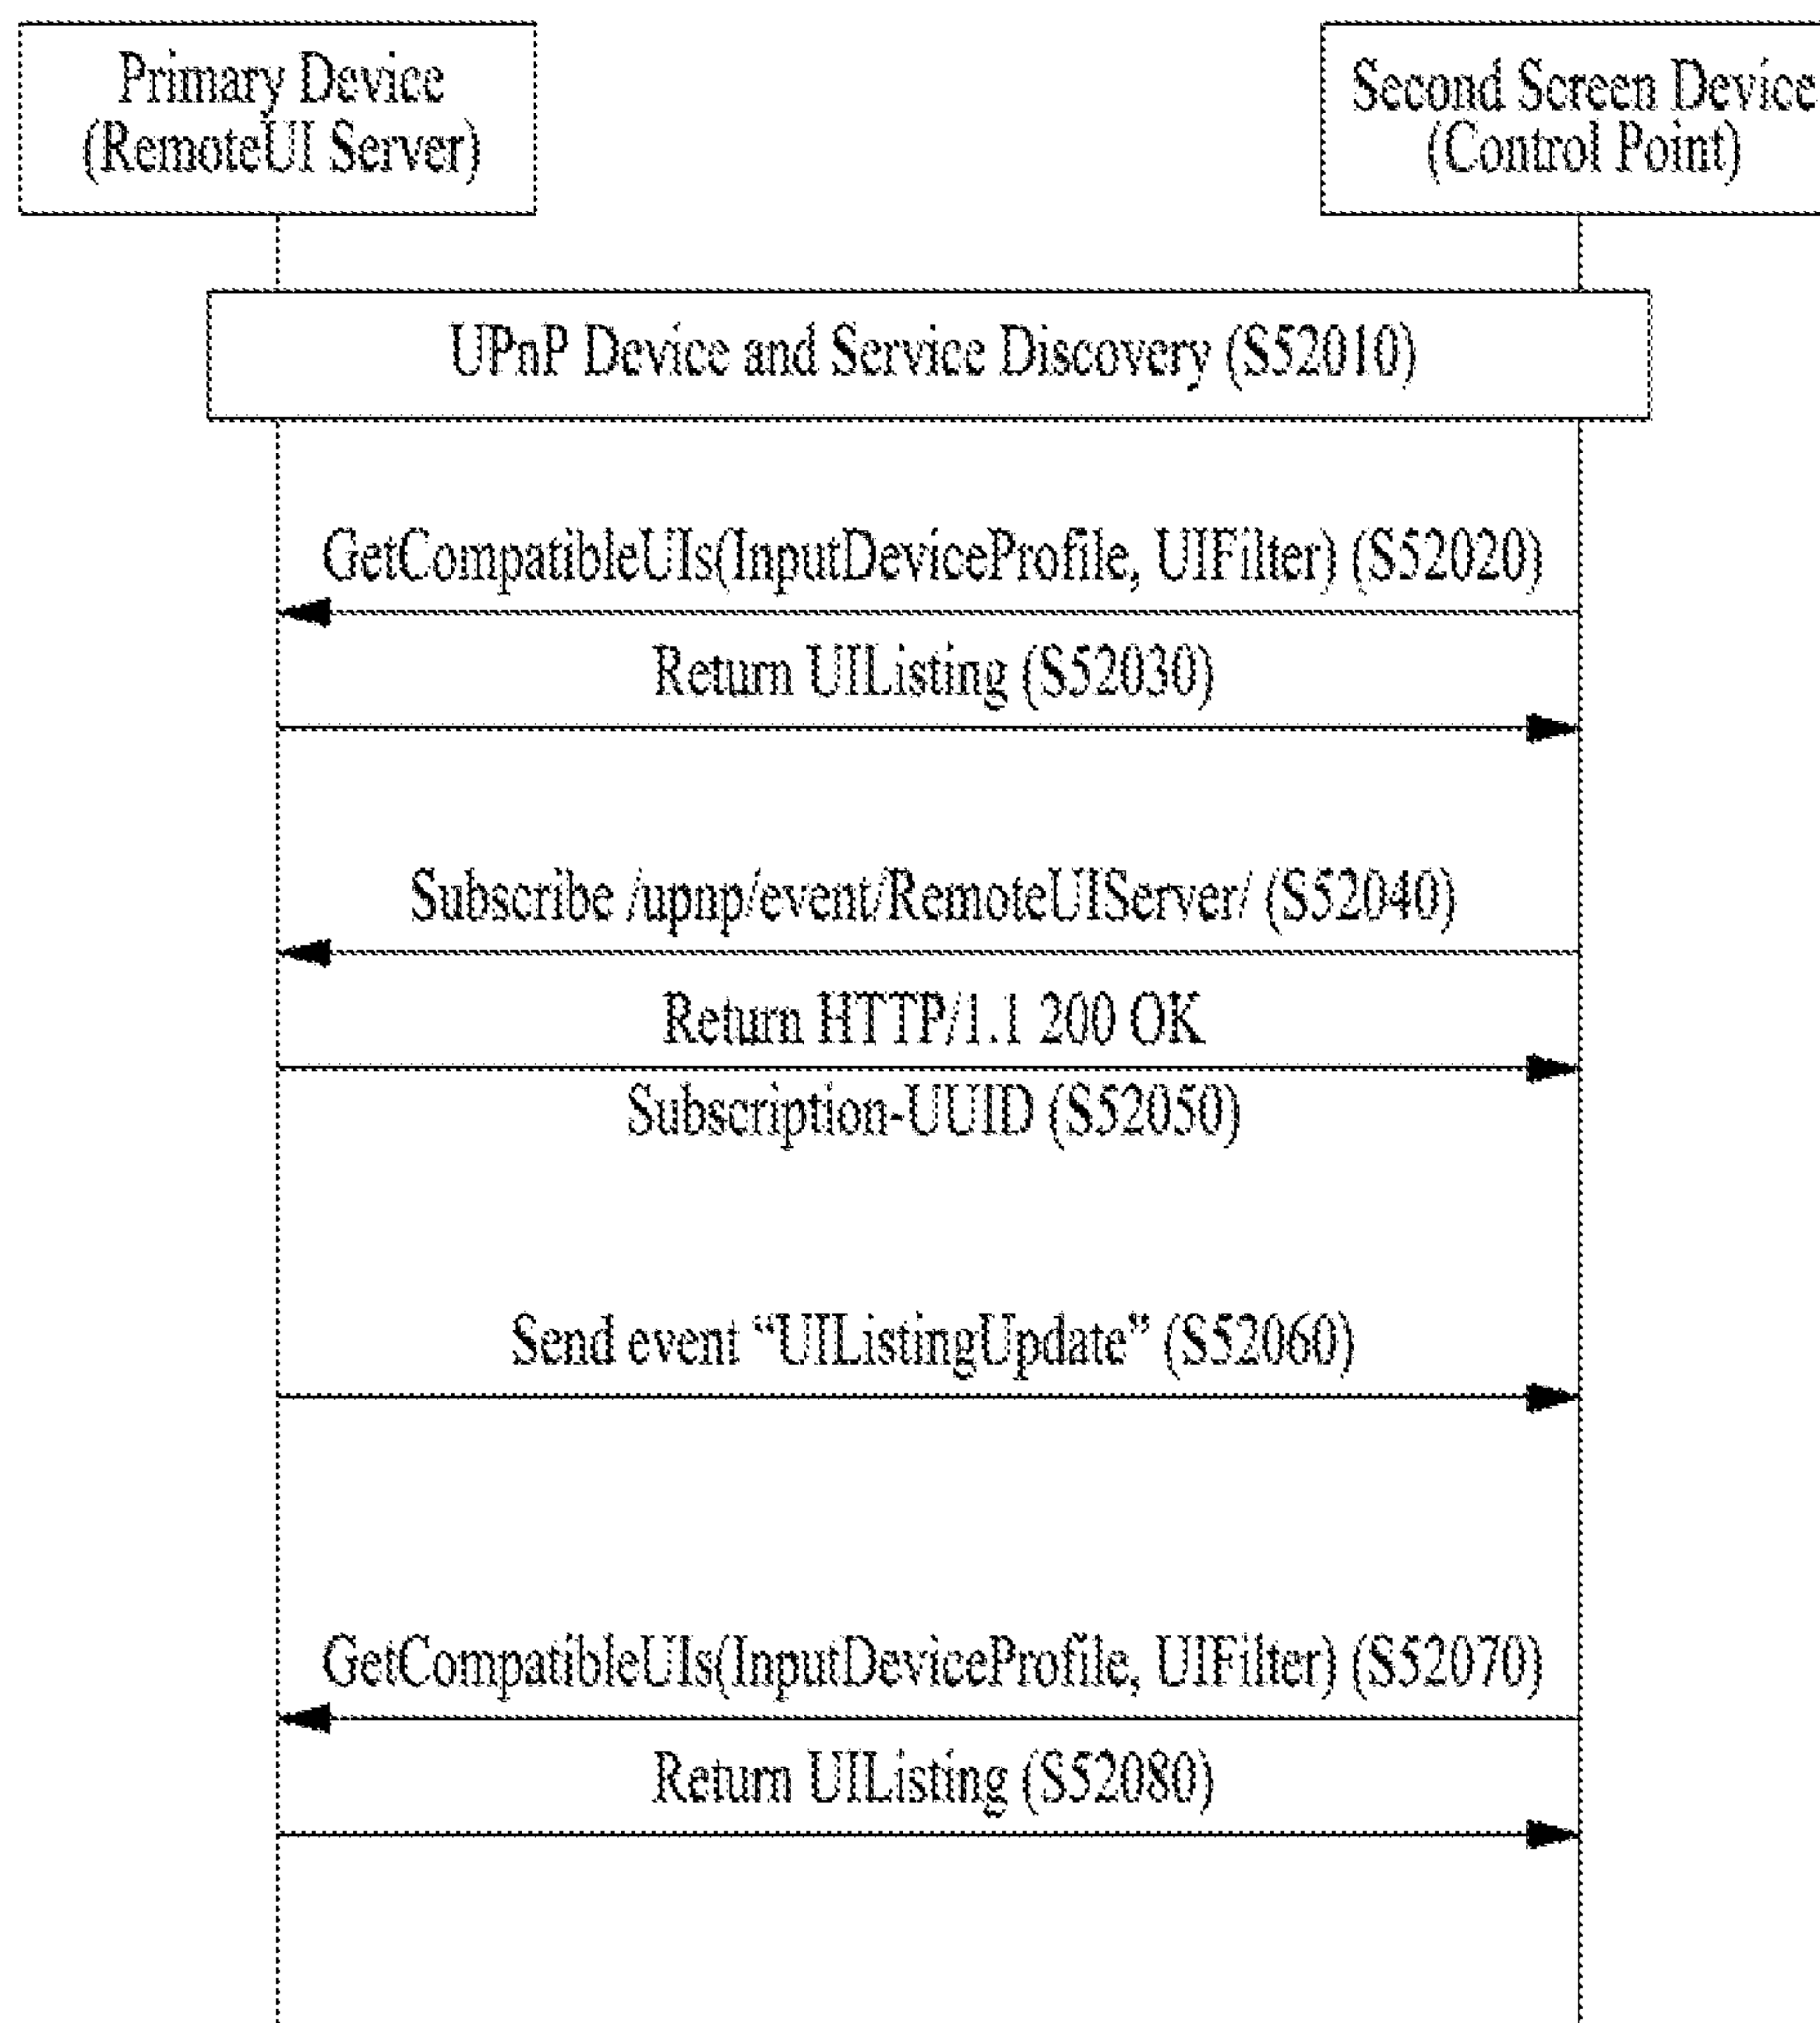 Primary Device
(RemoteUI Server)
Second Screen Device
(Control Point)
UPnP Device and Service Discovery (S52010)
GetCompatibleUIs(InputDeviceProfile, UIFilter) (S52020)
Return UIListing (S52030)
Subscribe /upnp/event/RemoteUIServer/ (S52040)
Return HTTP/1.1 200 OK
Subscription-UUID (S52050)
Send event “UIListingUpdate” (S52060)
GetCompatibleUIs(InputDeviceProfile, UIFilter) (S52070)
Return UIListing (S52080)